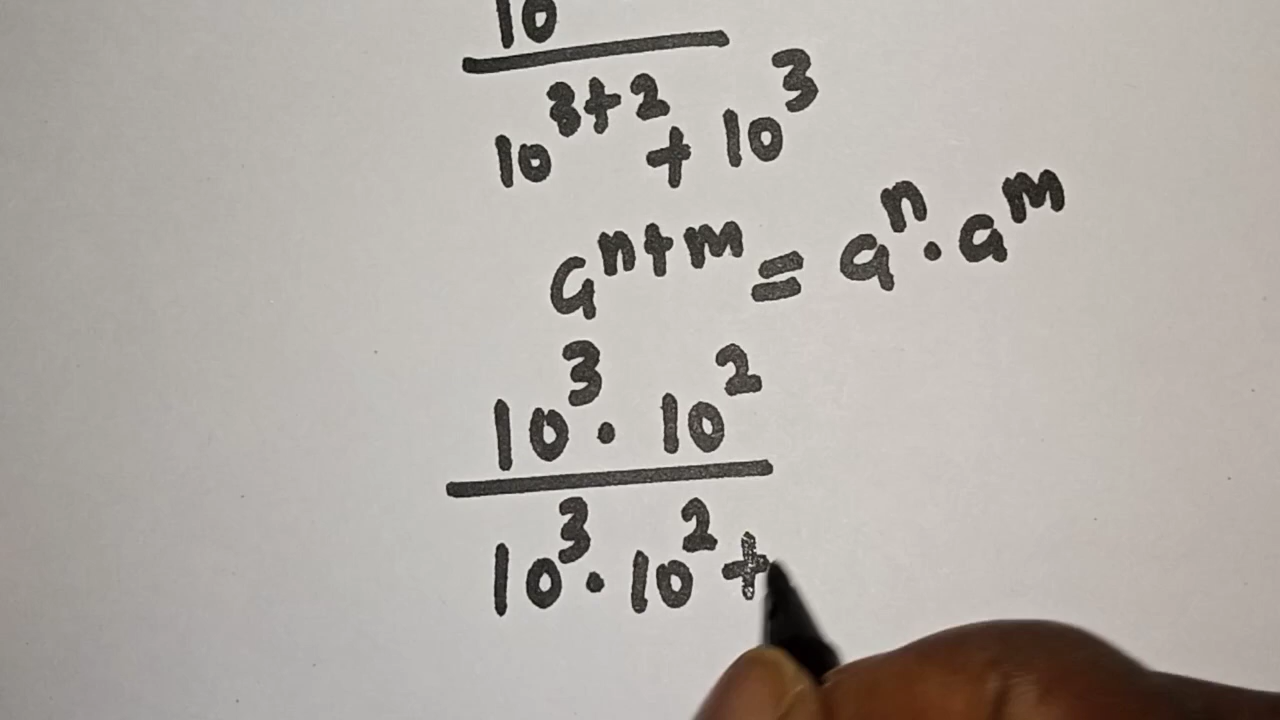 10
10^{3+2} + 10^3
a^{n+m} = a^n · a^m
10^3 · 10^2
10^3 · 10^2 +